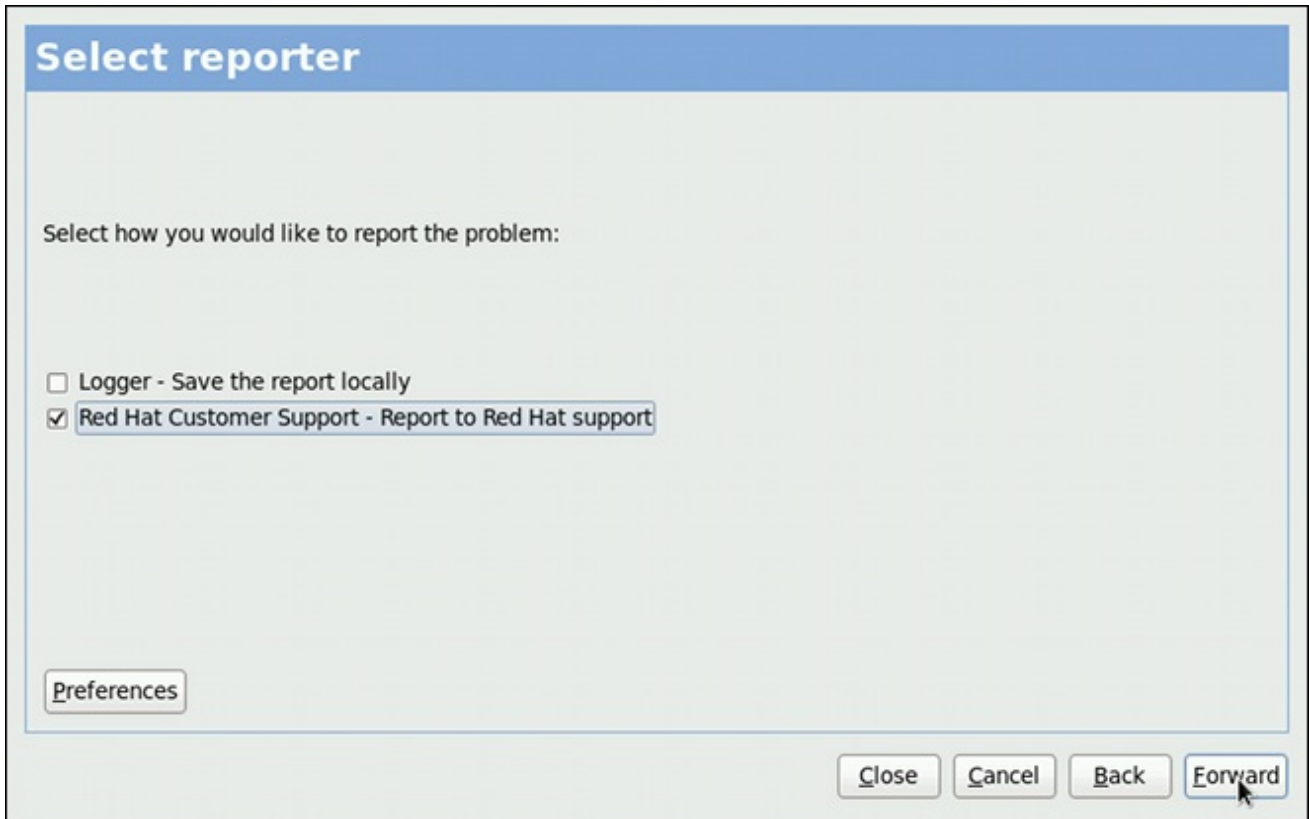 Select reporter
Select how you would like to report the problem:
Logger - Save the report locally
Red Hat Customer Support - Report to Red Hat support
Preferences
Close Cancel Back Forward